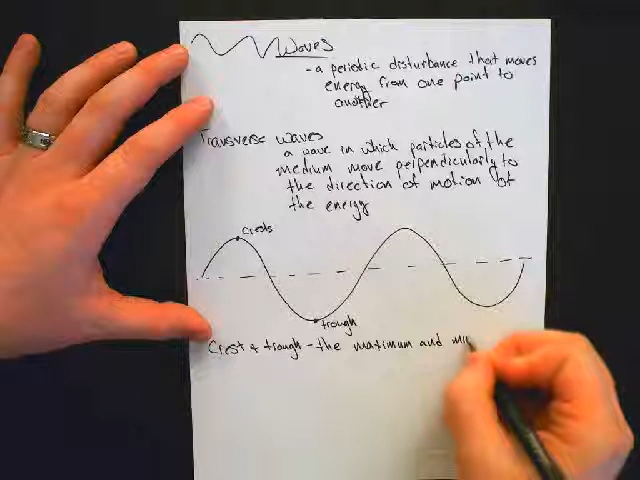 Waves
- a periodic disturbance that moves
energy from one point to
another
Transverse waves
a wave in which particles of the
medium move perpendicularly to
the direction of motion of
the energy
crests
trough
Crest & trough - the maximum and mi